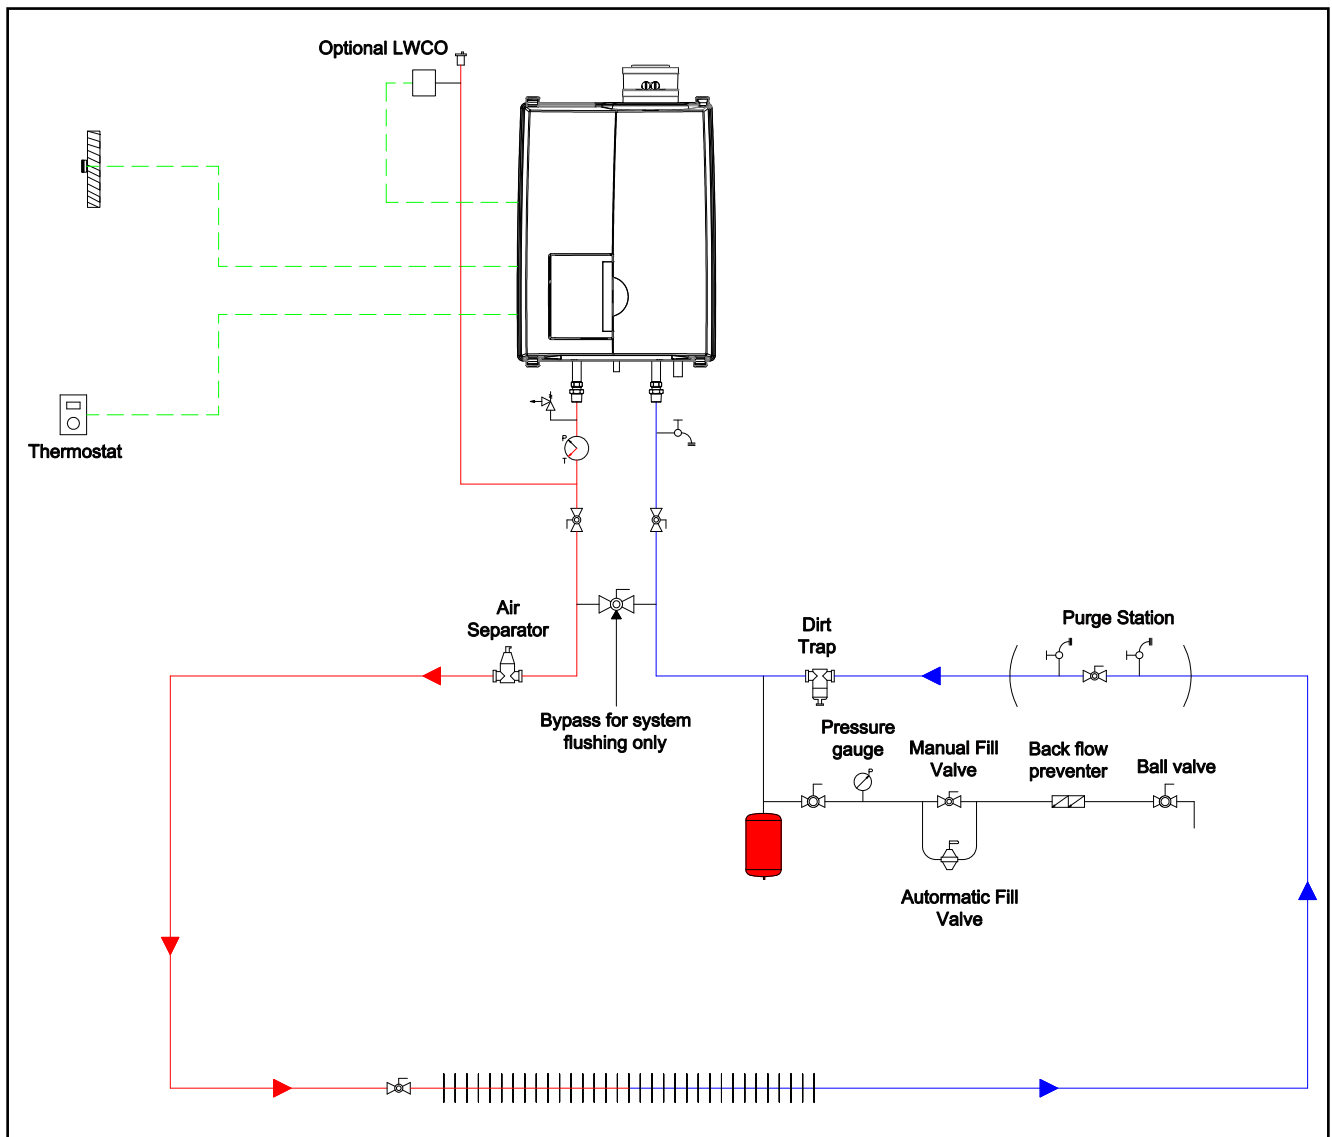 Optional LWCO
Thermostat
P
T
Air
Separator
Bypass for system
flushing only
Dirt
Trap
Purge Station
Pressure
gauge
P
Manual Fill
Valve
Back flow
preventer
Ball valve
Autormatic Fill
Valve